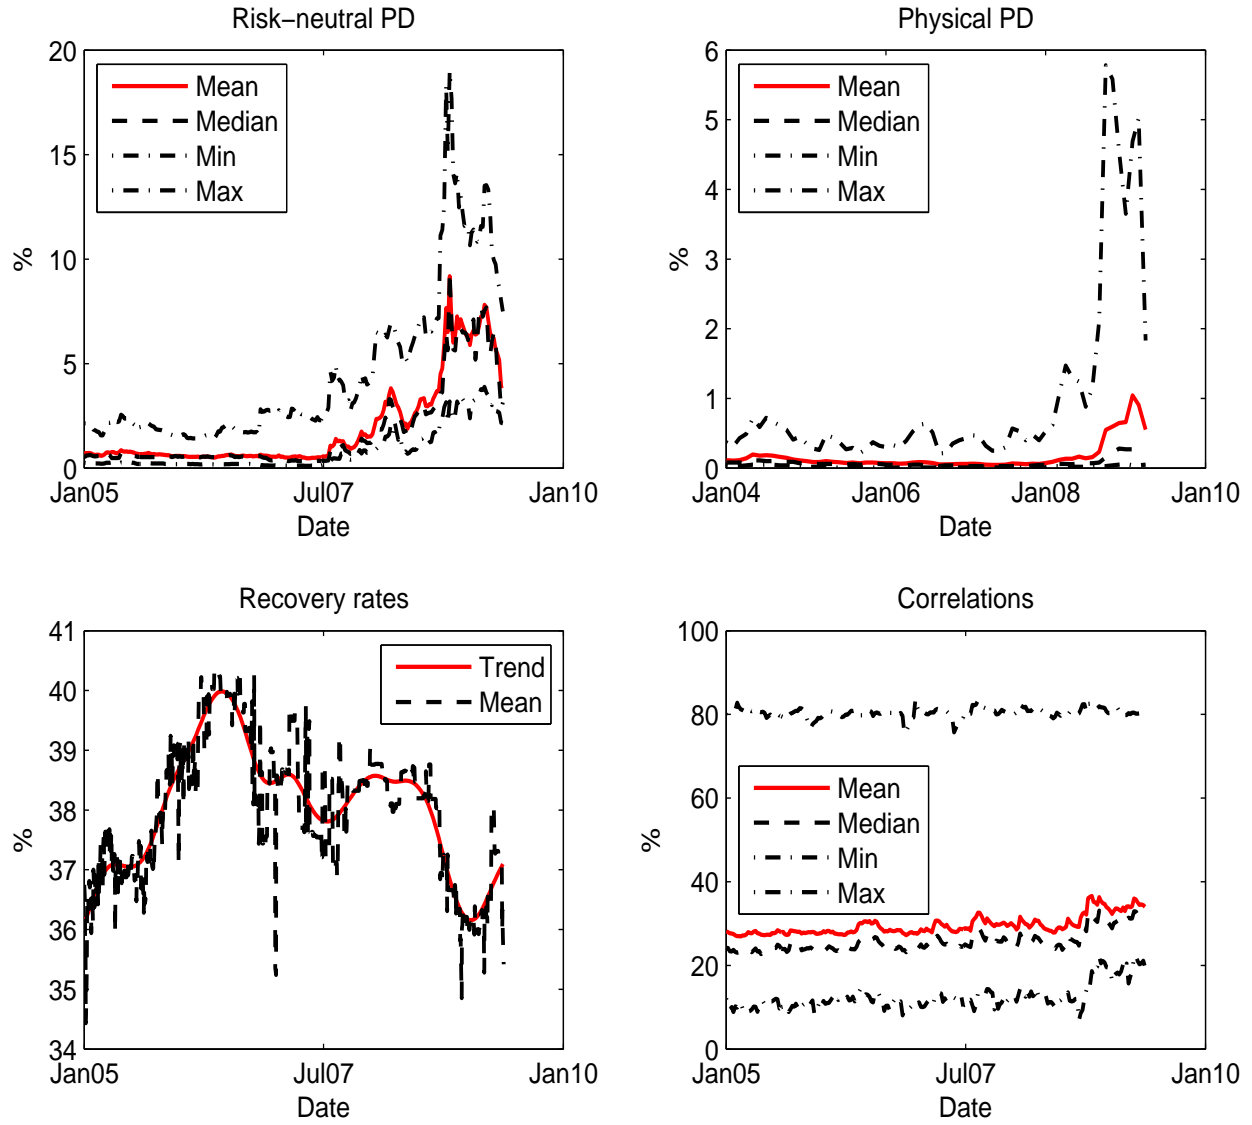 Risk−neutral PD
20
15
10
5
0
%
Mean
Median
Min
Max
Jan05
Jul07
Jan10
Date
Physical PD
6
5
4
3
2
1
0
%
Mean
Median
Min
Max
Jan04
Jan06
Jan08
Jan10
Date
Recovery rates
41
40
39
38
37
36
35
34
%
Trend
Mean
Jan05
Jul07
Jan10
Date
Correlations
100
80
60
40
20
0
%
Mean
Median
Min
Max
Jan05
Jul07
Jan10
Date